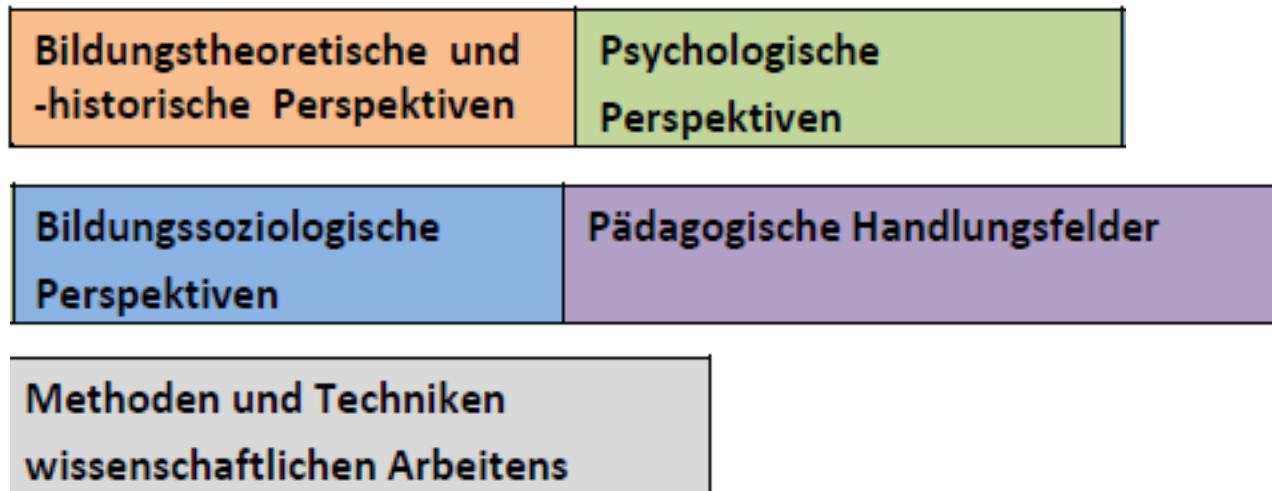 Bildungstheoretische und
-historische Perspektiven
Psychologische
Perspektiven
Bildungssoziologische
Perspektiven
Pädagogische Handlungsfelder
Methoden und Techniken
wissenschaftlichen Arbeitens